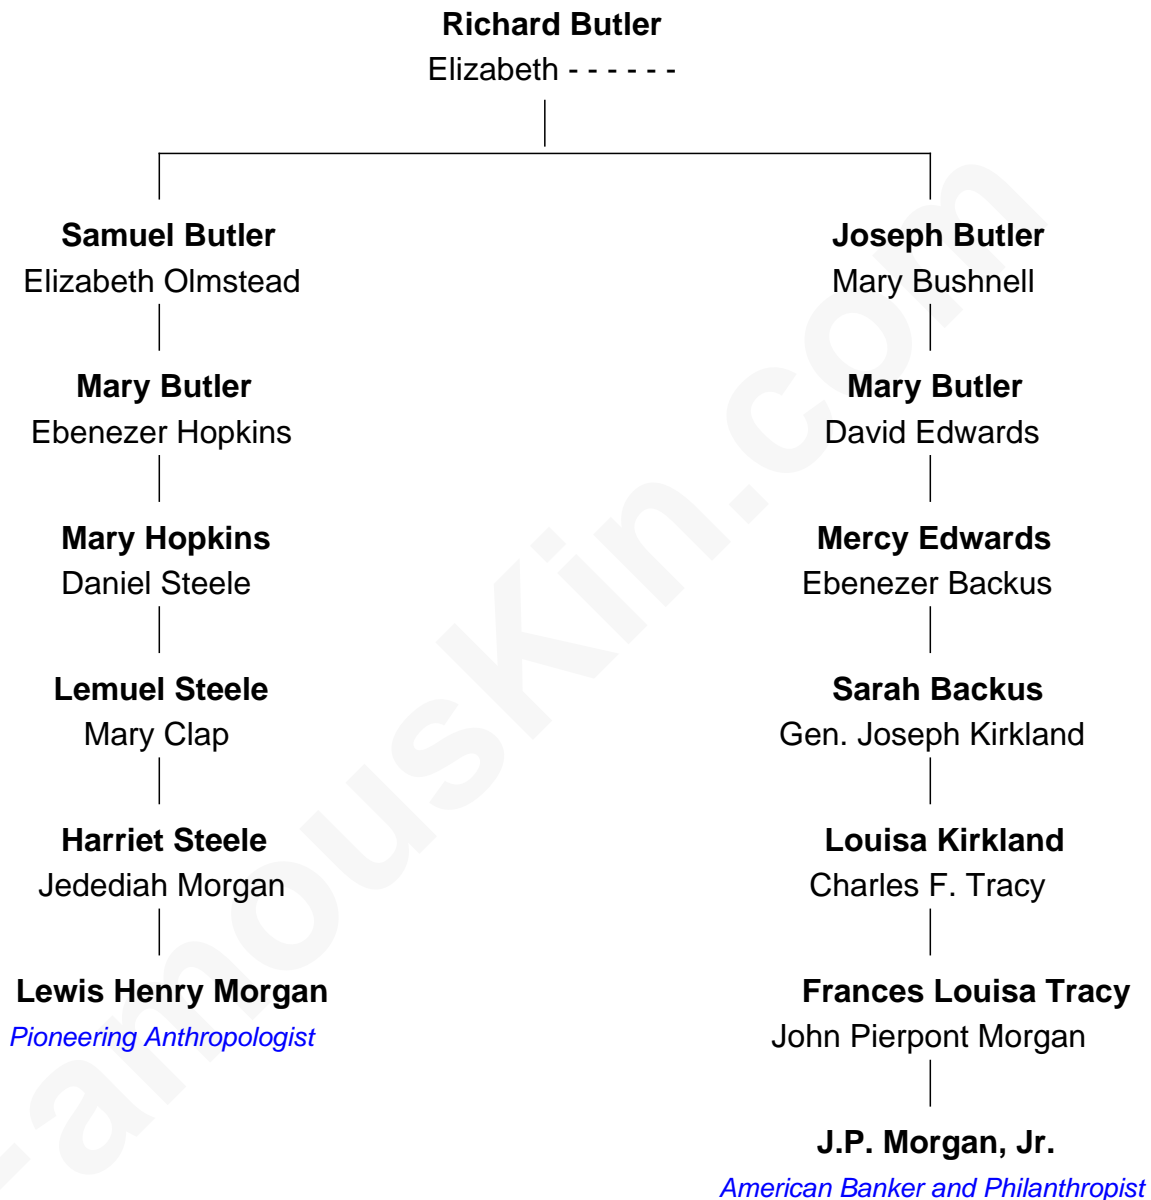 Richard Butler
Elizabeth - - - - - -
Samuel Butler
Elizabeth Olmstead
Mary Butler
Ebenezer Hopkins
Mary Hopkins
Daniel Steele
Lemuel Steele
Mary Clap
Harriet Steele
Jedediah Morgan
Lewis Henry Morgan
Pioneering Anthropologist
Joseph Butler
Mary Bushnell
Mary Butler
David Edwards
Mercy Edwards
Ebenezer Backus
Sarah Backus
Gen. Joseph Kirkland
Louisa Kirkland
Charles F. Tracy
Frances Louisa Tracy
John Pierpont Morgan
J.P. Morgan, Jr.
American Banker and Philanthropist
FamousKin.com